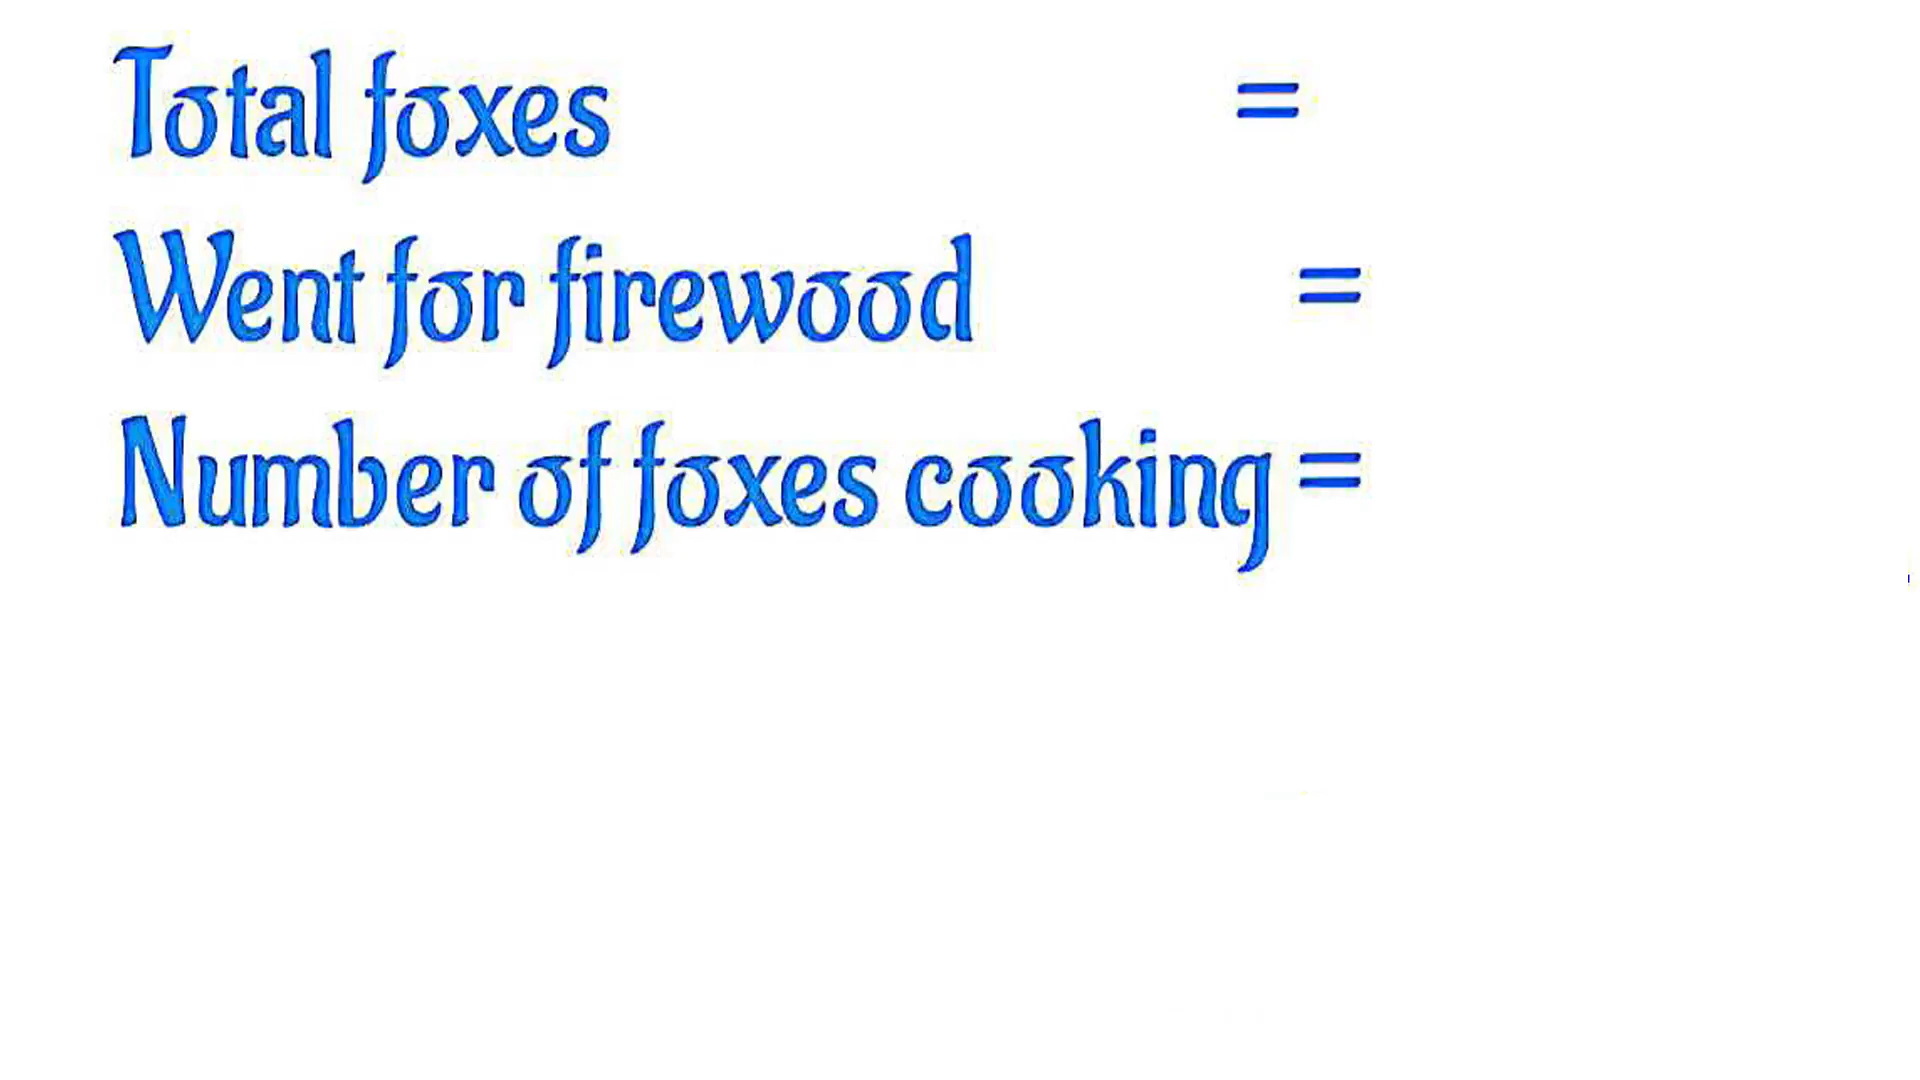 Total foxes =
Went for firewood =
Number of foxes cooking =